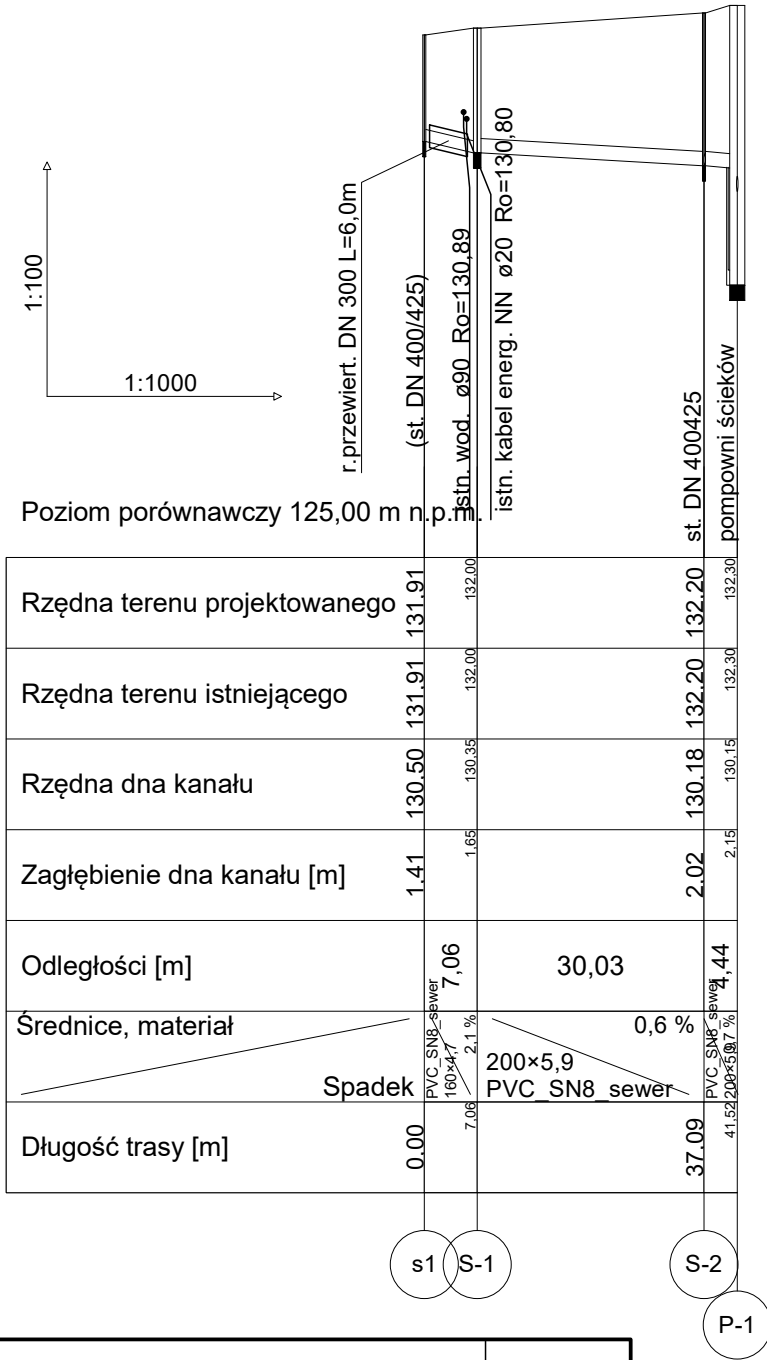 1:100
1:1000
r.przewiert. DN 300 L=6,0m
(st. DN 400/425)
istn. wod. ø90 Ro=130,89
istn. kabel energ. NN ø20 Ro=130,80
st. DN 400425
pompowni ścieków
Poziom porównawczy 125,00 m n.p.m.
Rzędna terenu projektowanego 131.91 132,00 132.20 132,30
Rzędna terenu istniejącego 131.91 132,00 132.20 132,30
Rzędna dna kanału 130.50 130,35 130.18 130,15
Zagłębienie dna kanału [m] 1.41 1.65 2.02 2,15
Odległości [m] 7,06 30,03 4,44
Średnice, materiał
Spadek
PVC_SN8_sewer
160×4,7
2,1 %
0,6 %
200×5,9
PVC_SN8_sewer
PVC_SN8_sewer
Długość trasy [m] 0.00 7,06 37.09 41,52
s1 S-1 S-2
P-1